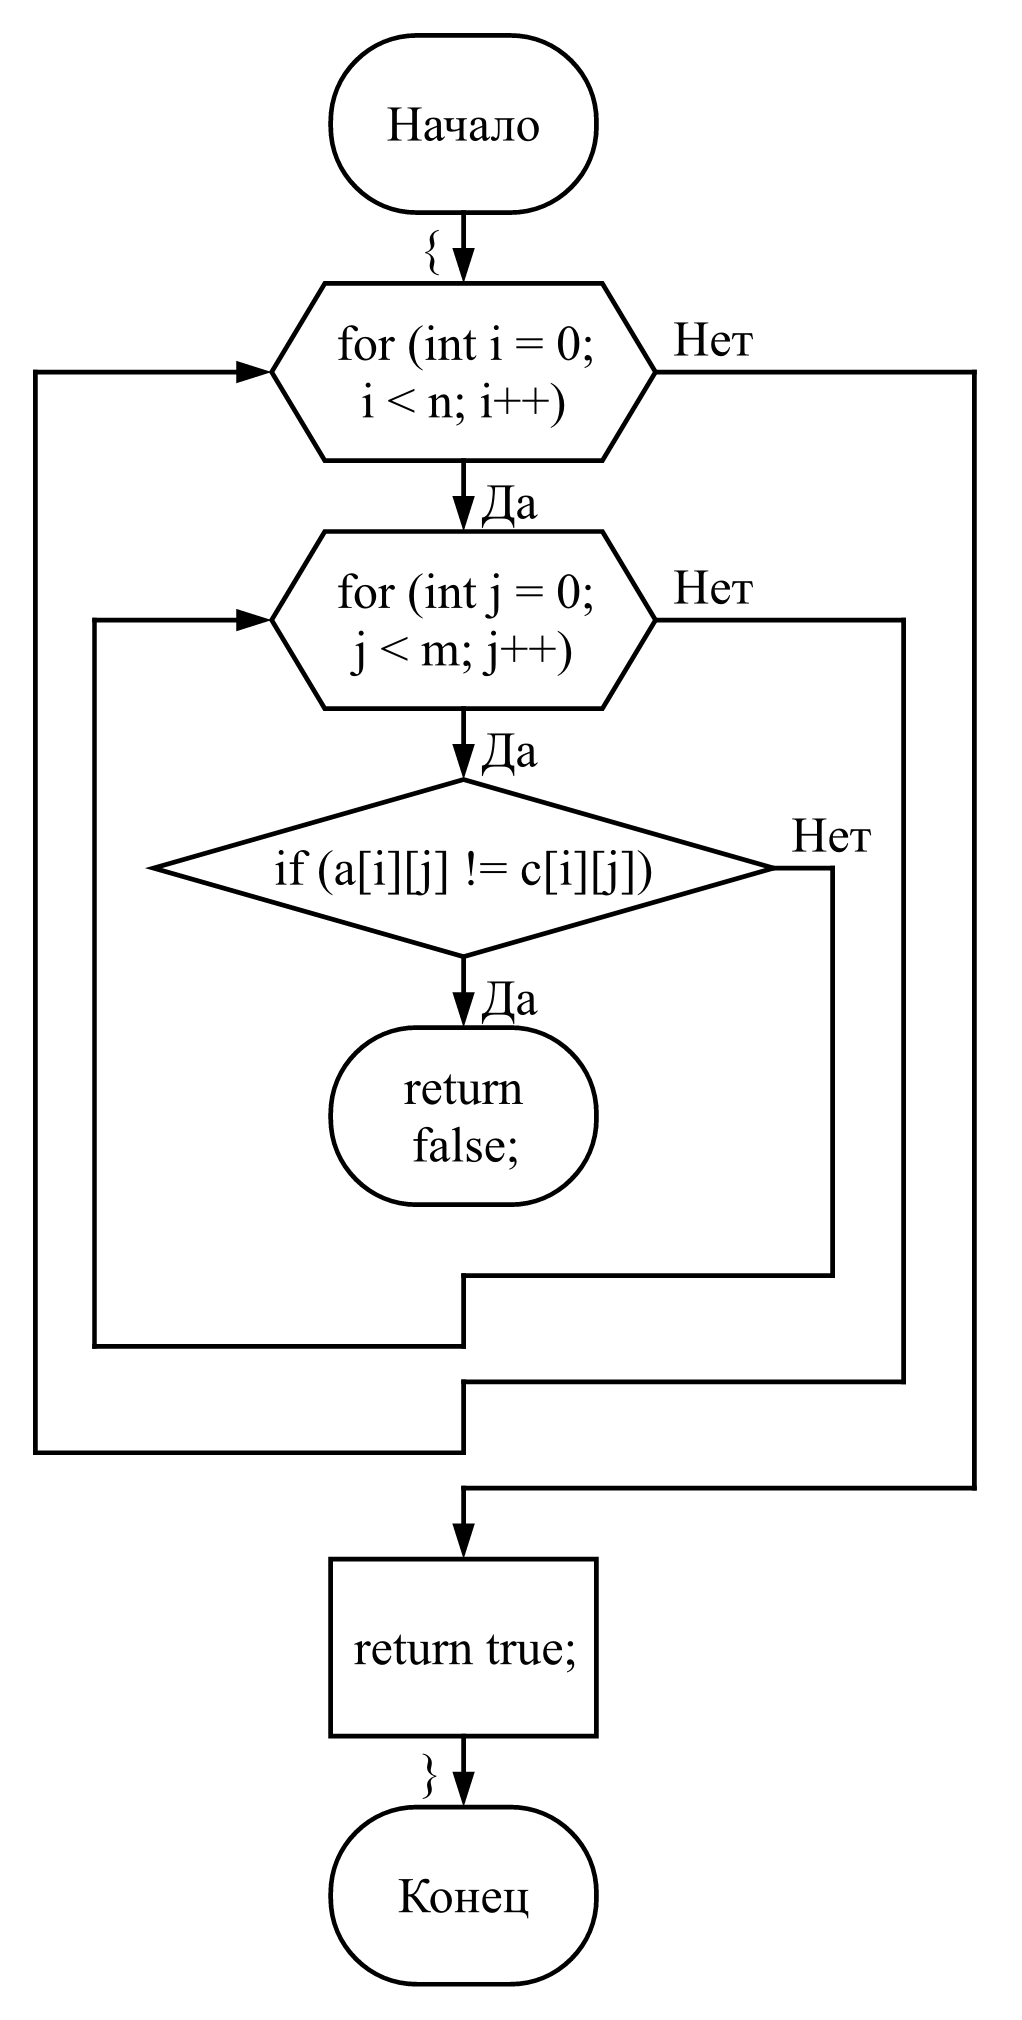 Начало
{
for (int i = 0;
i < n; i++)
Нет
Да
for (int j = 0;
j < m; j++)
Нет
Да
if (a[i][j] != c[i][j])
Нет
Да
return
false;
return true;
}
Конец